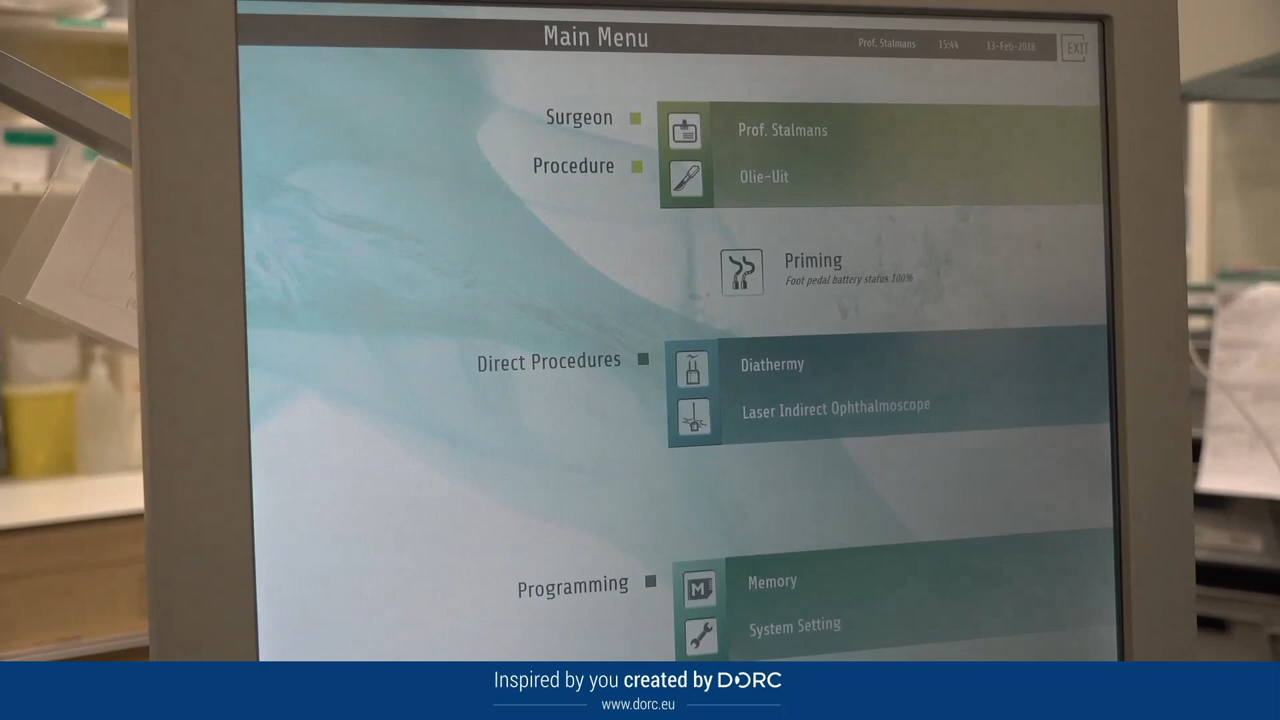 Main Menu
Prof. Stalmans 15:44 13-Feb-2018 EXIT
Surgeon
Prof. Stalmans
Procedure
Olie-Uit
Priming
Foot pedal battery status 100%
Direct Procedures
Diathermy
Laser Indirect Ophthalmoscope
Programming
M
Memory
System Setting
Inspired by you created by DORC
www.dorc.eu